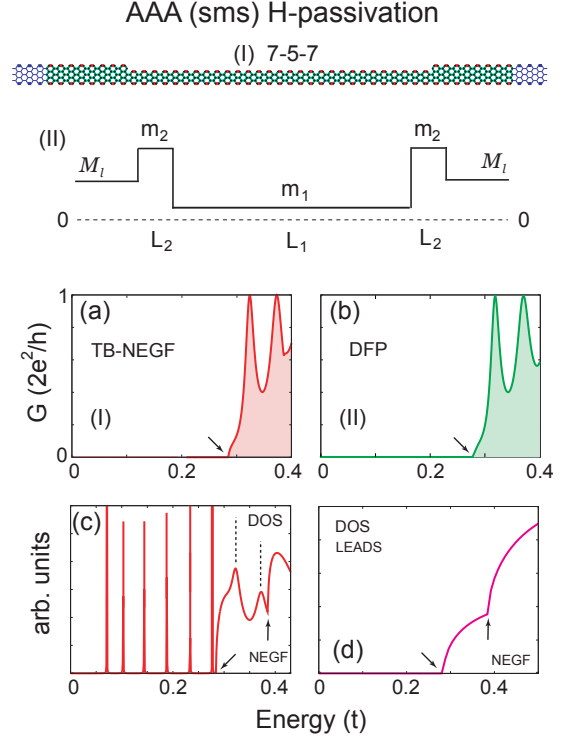 AAA (sms) H-passivation
(I) 7-5-7
(II)
m₂
m₂
M_l
M_l
m₁
0
0
L₂
L₁
L₂
(a)
(b)
1
TB-NEGF
DFP
G (2e²/h)
(I)
(II)
0
0
0.2
0.4
0
0.2
0.4
(c)
DOS
DOS
LEADS
arb. units
NEGF
(d)
NEGF
0
0.2
0.4
0
0.2
0.4
Energy (t)